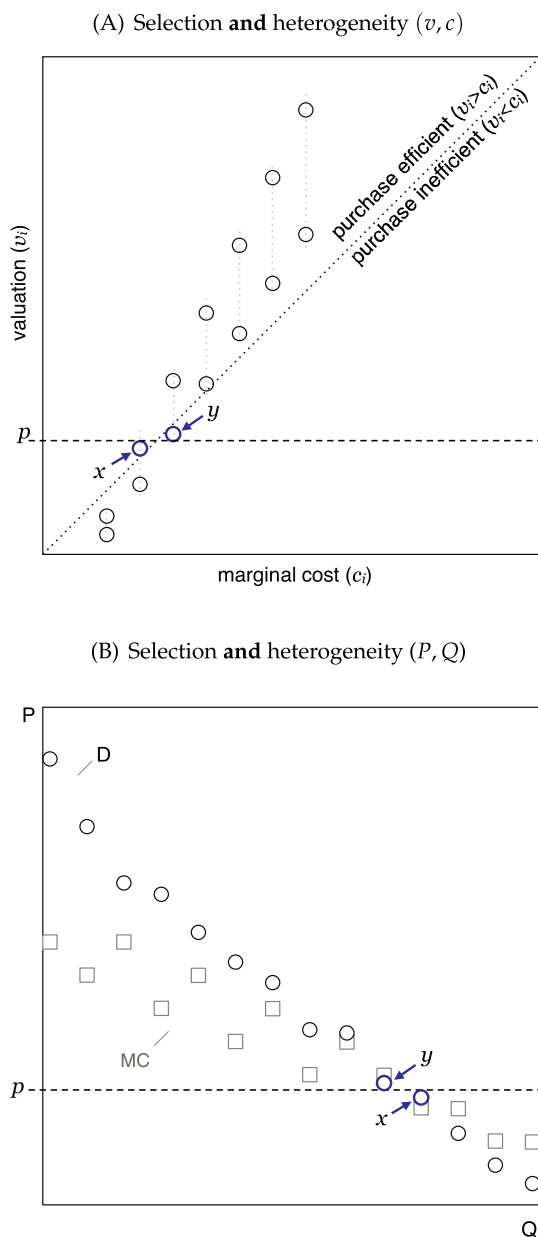 (A) Selection and heterogeneity (v, c)
purchase efficient (vi>ci)
purchase inefficient (vi<ci)
valuation (vi)
y
p
x
marginal cost (ci)
(B) Selection and heterogeneity (P, Q)
P
D
MC
y
p
x
Q